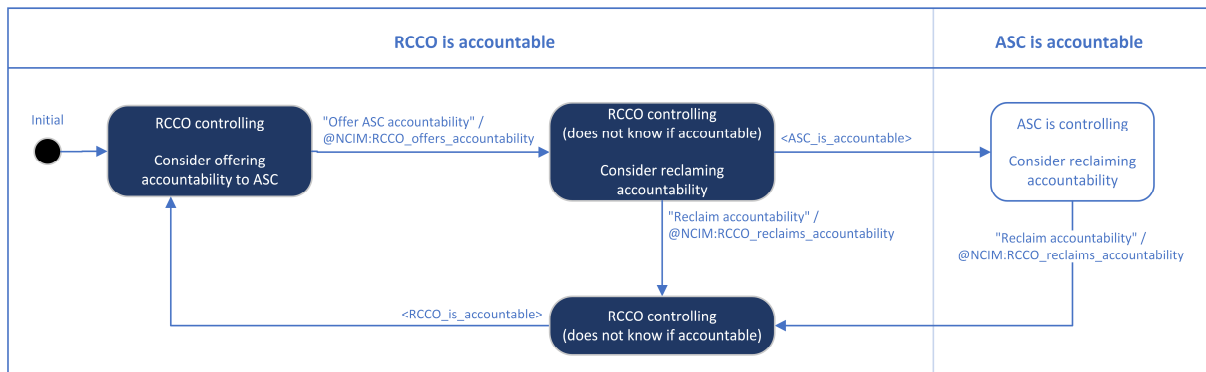 RCCO is accountable
ASC is accountable
Initial
RCCO controlling
Consider offering
accountability to ASC
"Offer ASC accountability" /
@NCIM:RCCO_offers_accountability
RCCO controlling
(does not know if accountable)
Consider reclaming
accountability
<ASC_is_accountable>
ASC is controlling
Consider reclaiming
accountability
"Reclaim accountability" /
@NCIM:RCCO_reclaims_accountability
"Reclaim accountability" /
@NCIM:RCCO_reclaims_accountability
<RCCO_is_accountable>
RCCO controlling
(does not know if accountable)